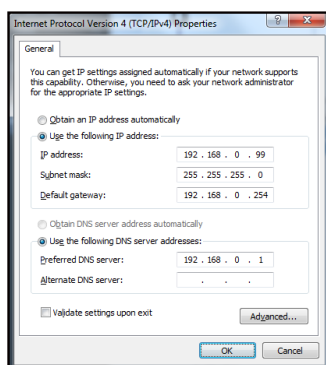 Internet Protocol Version 4 (TCP/IPv4) Properties
General
You can get IP settings assigned automatically if your network supports
this capability. Otherwise, you need to ask your network administrator
for the appropriate IP settings.
Obtain an IP address automatically
Use the following IP address:
IP address: 192 . 168 . 0 . 99
Subnet mask: 255 . 255 . 255 . 0
Default gateway: 192 . 168 . 0 . 254
Obtain DNS server address automatically
Use the following DNS server addresses:
Preferred DNS server: 192 . 168 . 0 . 1
Alternate DNS server: . . .
Validate settings upon exit
Advanced...
OK Cancel